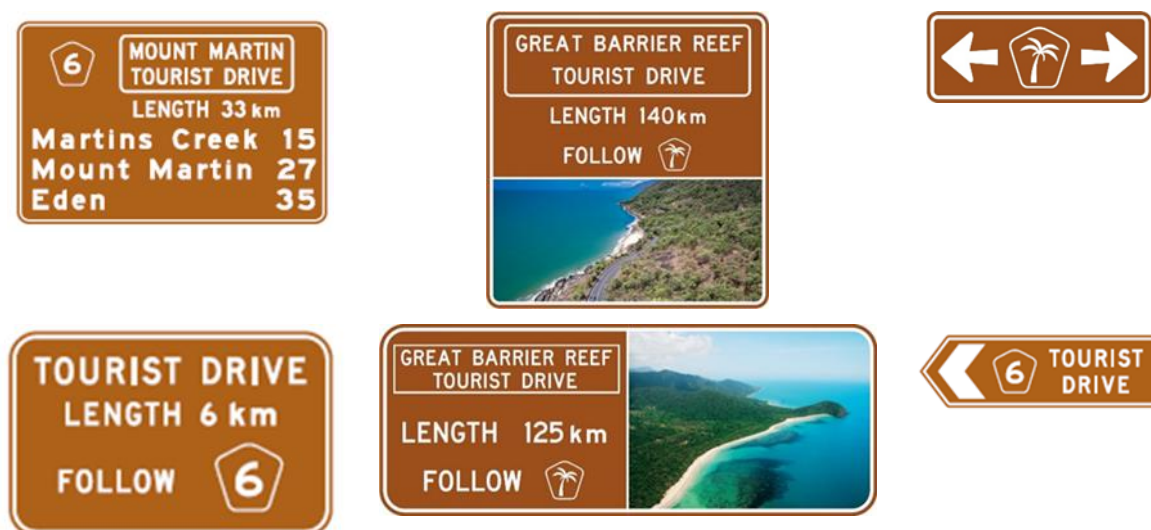 6
MOUNT MARTIN
TOURIST DRIVE
LENGTH 33 km
Martins Creek 15
Mount Martin 27
Eden 35
GREAT BARRIER REEF
TOURIST DRIVE
LENGTH 140km
FOLLOW
TOURIST DRIVE
LENGTH 6 km
FOLLOW 6
GREAT BARRIER REEF
TOURIST DRIVE
LENGTH 125km
FOLLOW
6 TOURIST
DRIVE